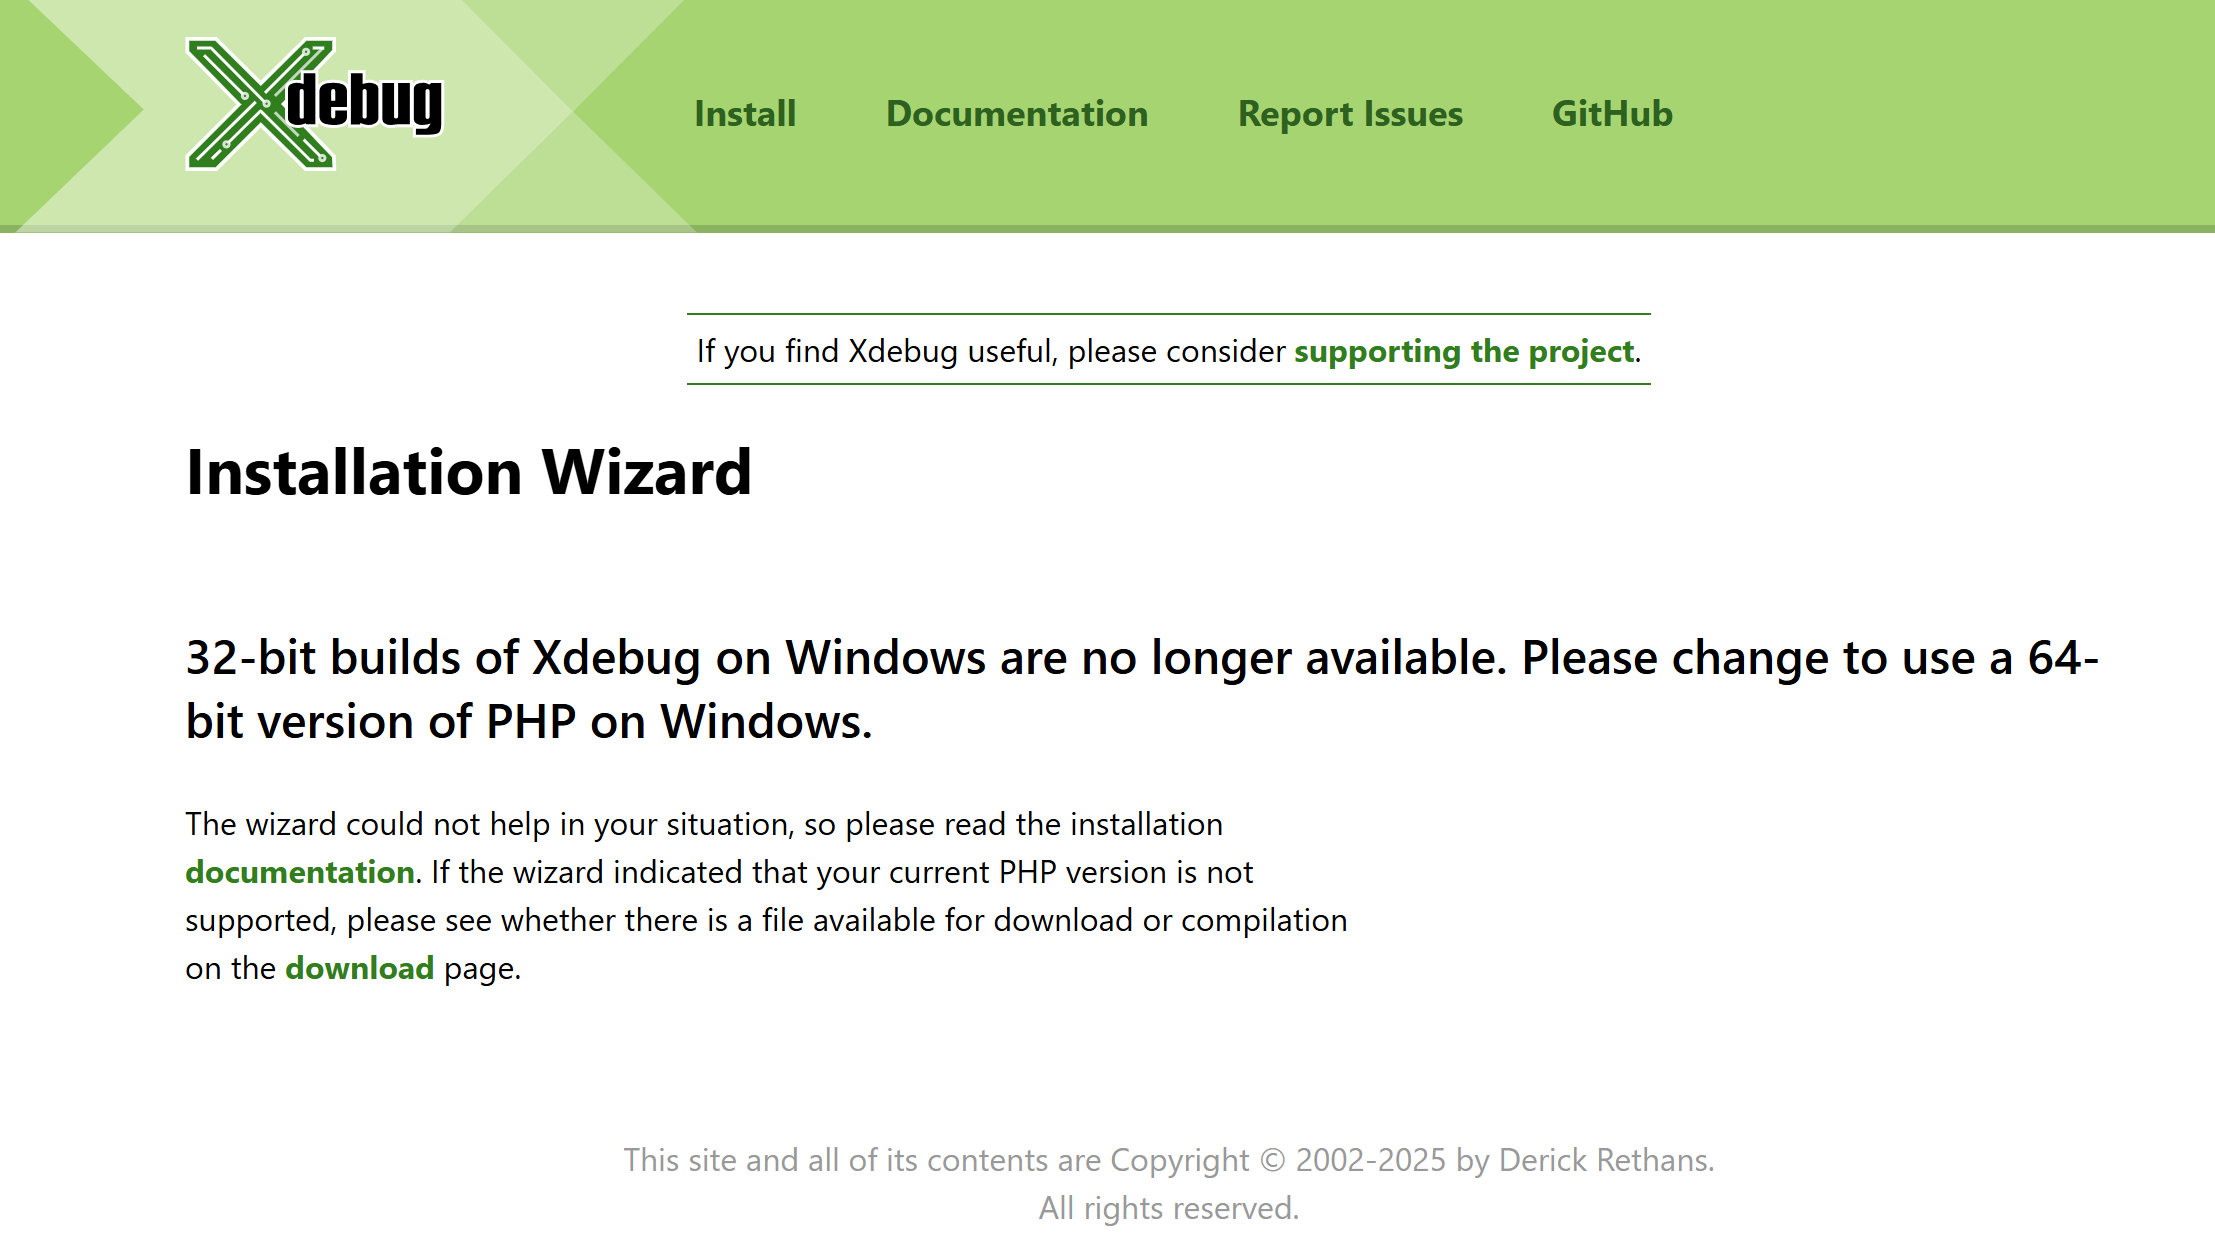 Xdebug
Install
Documentation
Report Issues
GitHub
If you find Xdebug useful, please consider supporting the project.
Installation Wizard
32-bit builds of Xdebug on Windows are no longer available. Please change to use a 64-
bit version of PHP on Windows.
The wizard could not help in your situation, so please read the installation
documentation. If the wizard indicated that your current PHP version is not
supported, please see whether there is a file available for download or compilation
on the download page.
This site and all of its contents are Copyright © 2002-2025 by Derick Rethans.
All rights reserved.